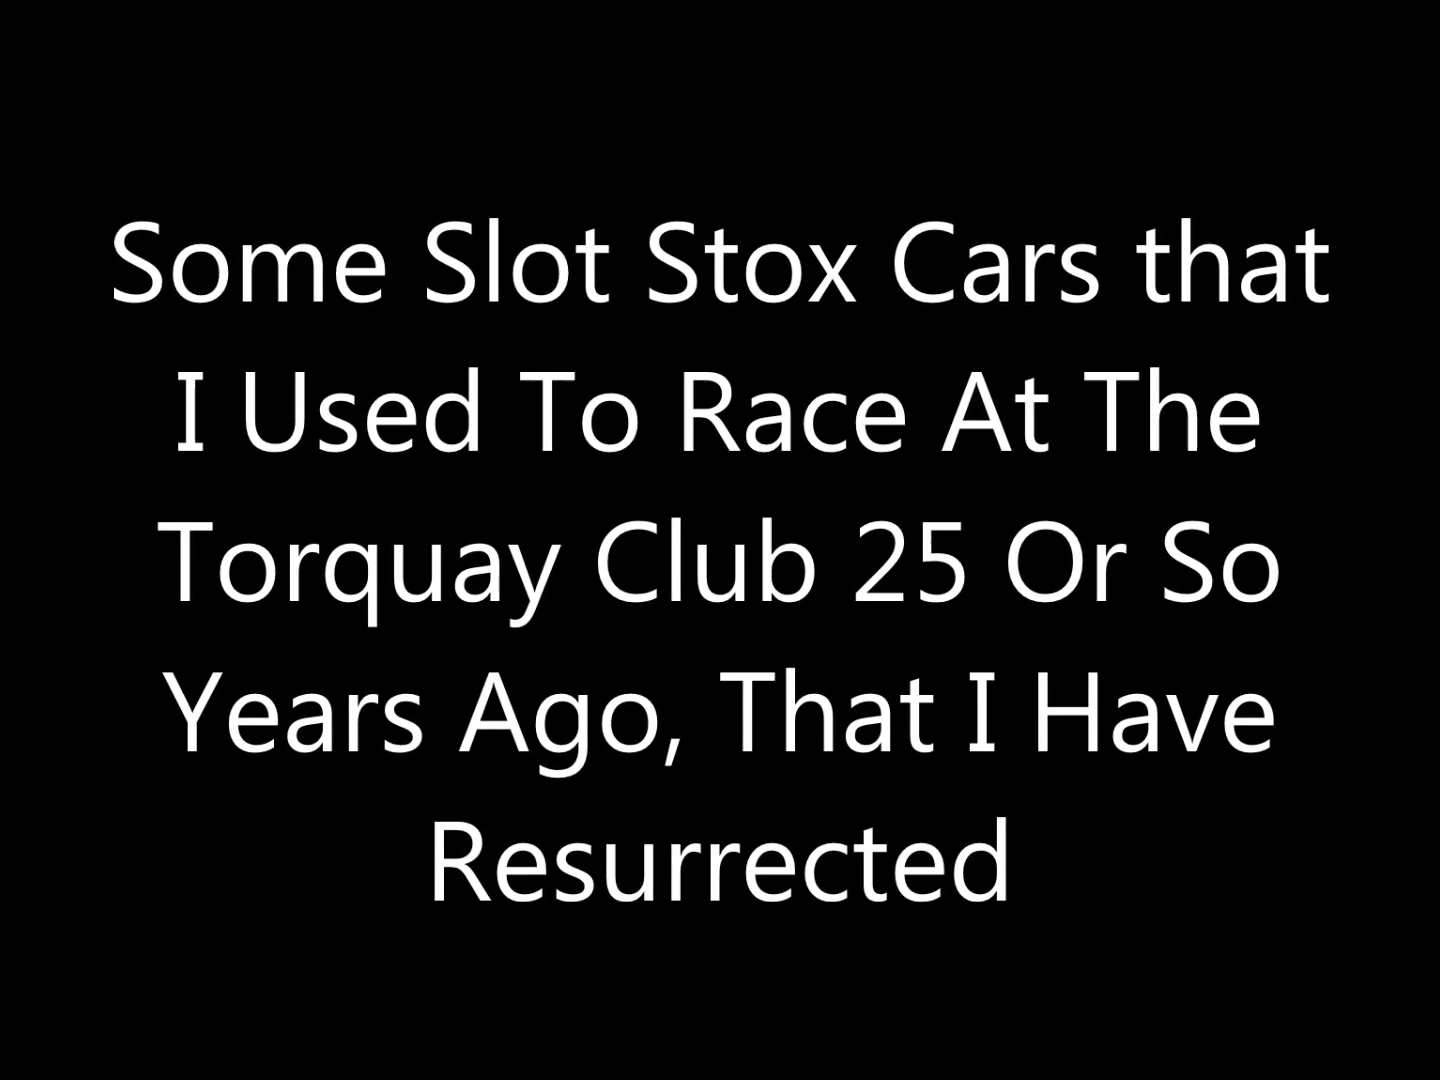 Some Slot Stox Cars that
I Used To Race At The
Torquay Club 25 Or So
Years Ago, That I Have
Resurrected